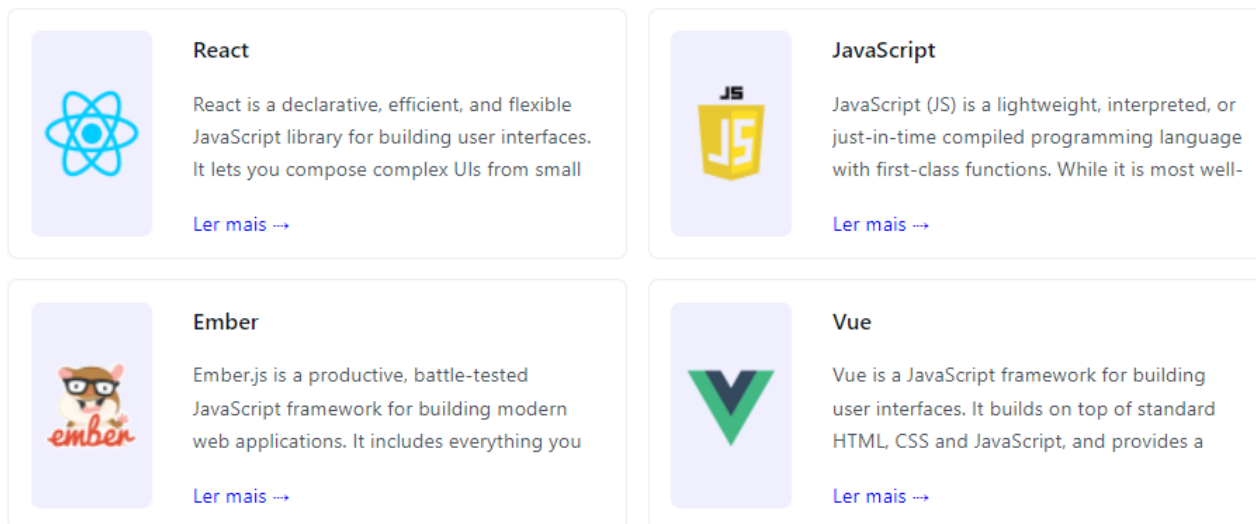 React
React is a declarative, efficient, and flexible
JavaScript library for building user interfaces.
It lets you compose complex UIs from small
Ler mais ⤑
JS
JS
JavaScript
JavaScript (JS) is a lightweight, interpreted, or
just-in-time compiled programming language
with first-class functions. While it is most well-
Ler mais ⤑
ember
Ember
Ember.js is a productive, battle-tested
JavaScript framework for building modern
web applications. It includes everything you
Ler mais ⤑
Vue
Vue is a JavaScript framework for building
user interfaces. It builds on top of standard
HTML, CSS and JavaScript, and provides a
Ler mais ⤑